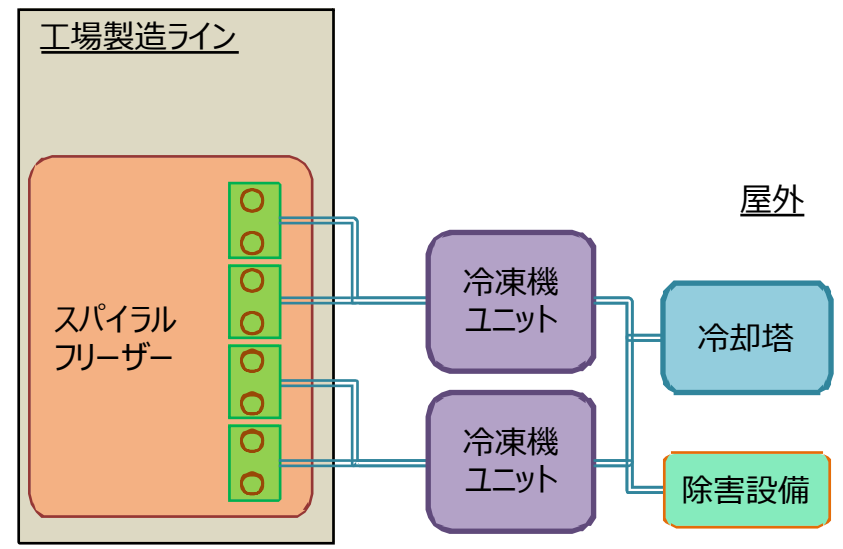 工場製造ライン
スパイラル
フリーザー
冷凍機
ユニット
冷凍機
ユニット
屋外
冷却塔
除害設備